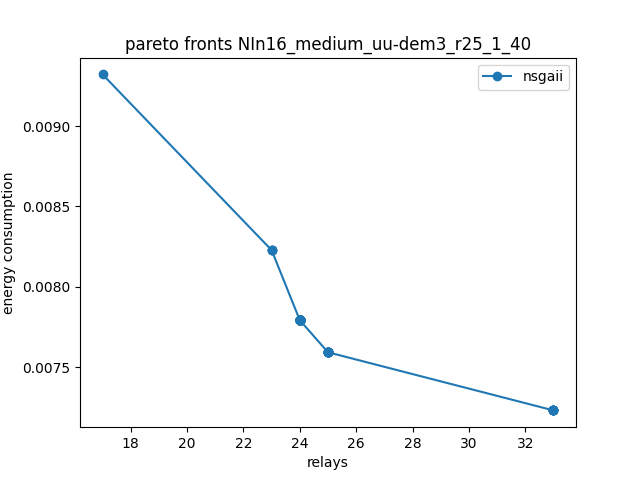 pareto fronts NIn16_medium_uu-dem3_r25_1_40
nsgaii
energy consumption
0.0090
0.0085
0.0080
0.0075
18 20 22 24 26 28 30 32
relays